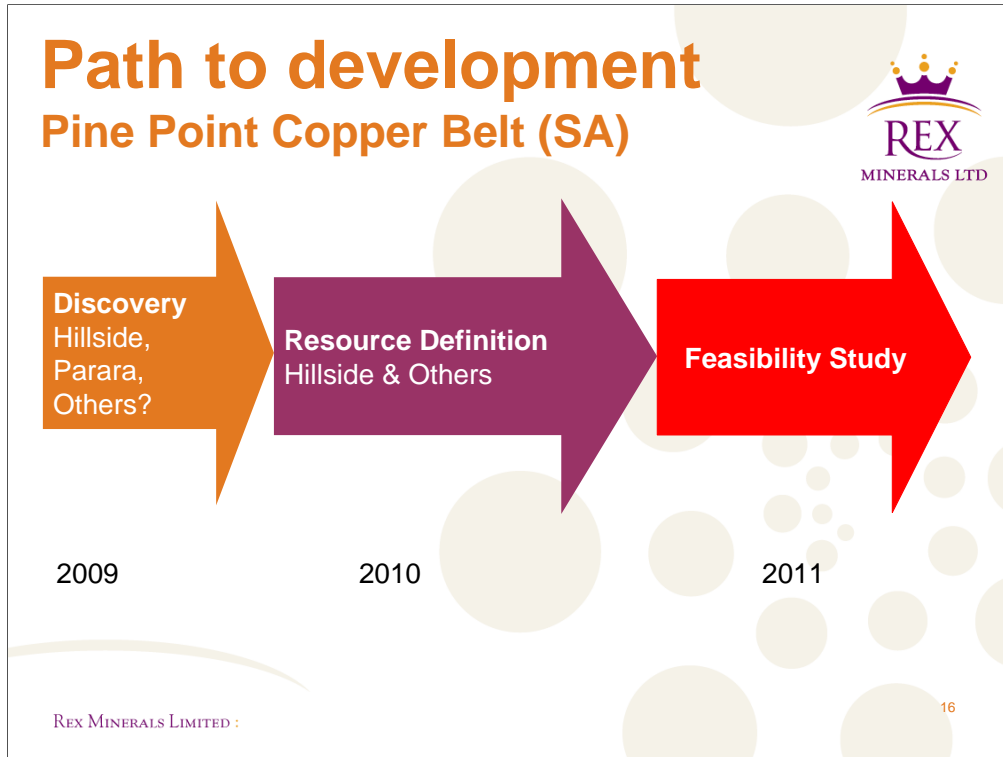 Path to development
Pine Point Copper Belt (SA)
REX
MINERALS LTD
Discovery
Hillside,
Parara,
Others?
Resource Definition
Hillside & Others
Feasibility Study
2009
2010
2011
REX MINERALS LIMITED :
16